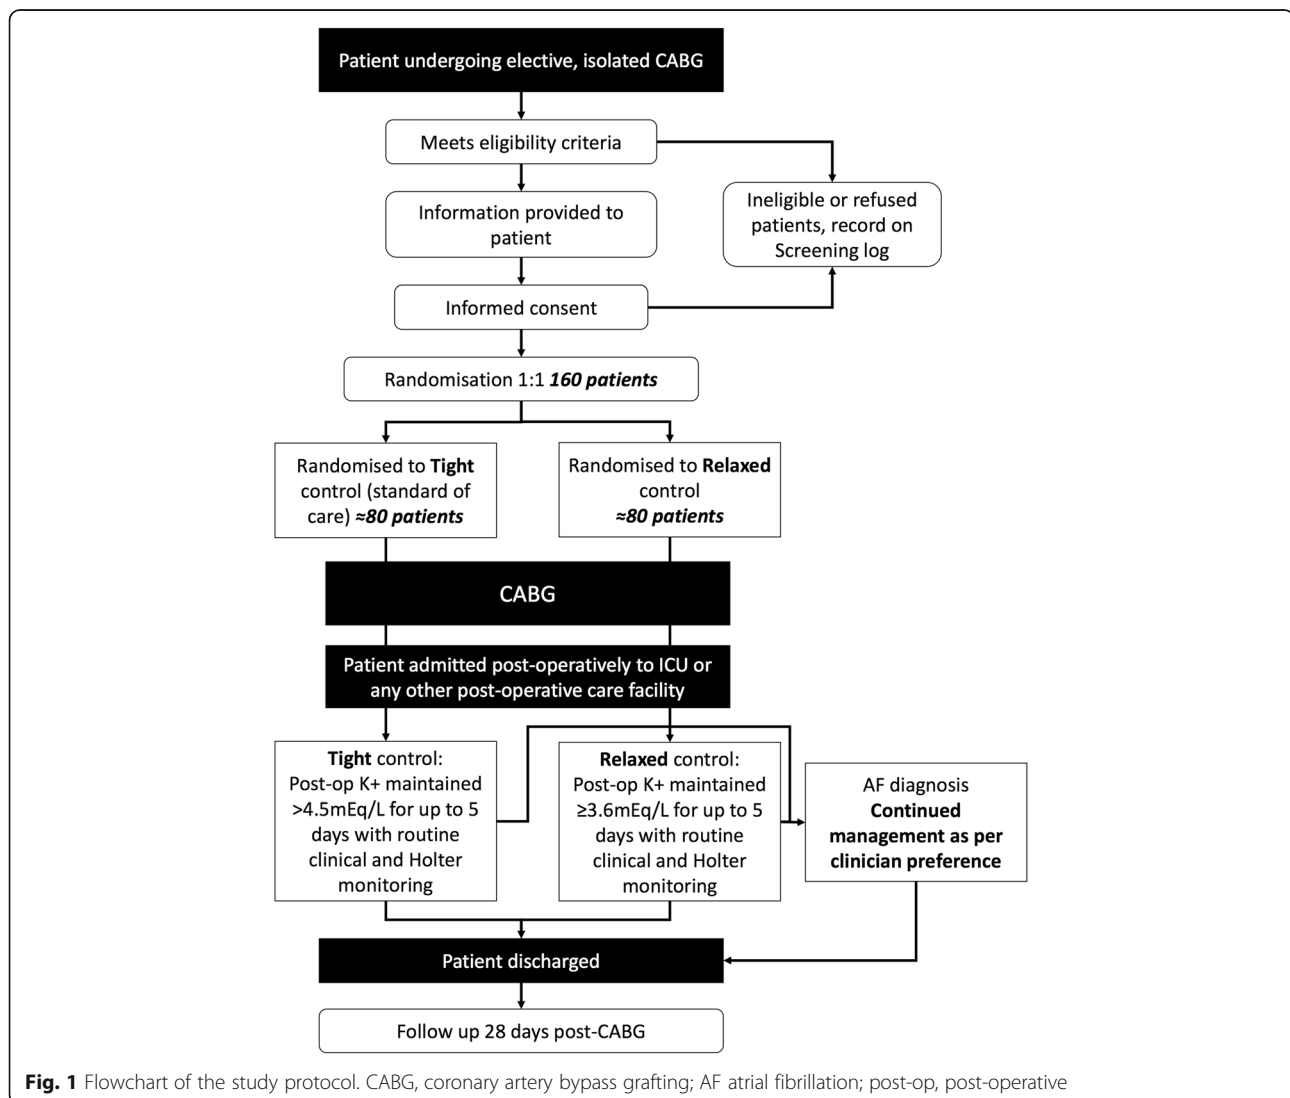 Patient undergoing elective, isolated CABG
Meets eligibility criteria
Information provided to
patient
Ineligible or refused
patients, record on
Screening log
Informed consent
Randomisation 1:1 160 patients
Randomised to Tight
control (standard of
care) ≈80 patients
Randomised to Relaxed
control
≈80 patients
CABG
Patient admitted post-operatively to ICU or
any other post-operative care facility
Tight control:
Post-op K+ maintained
>4.5mEq/L for up to 5
days with routine
clinical and Holter
monitoring
Relaxed control:
Post-op K+ maintained
≥3.6mEq/L for up to 5
days with routine
clinical and Holter
monitoring
AF diagnosis
Continued
management as per
clinician preference
Patient discharged
Follow up 28 days post-CABG
Fig. 1 Flowchart of the study protocol. CABG, coronary artery bypass grafting; AF atrial fibrillation; post-op, post-operative